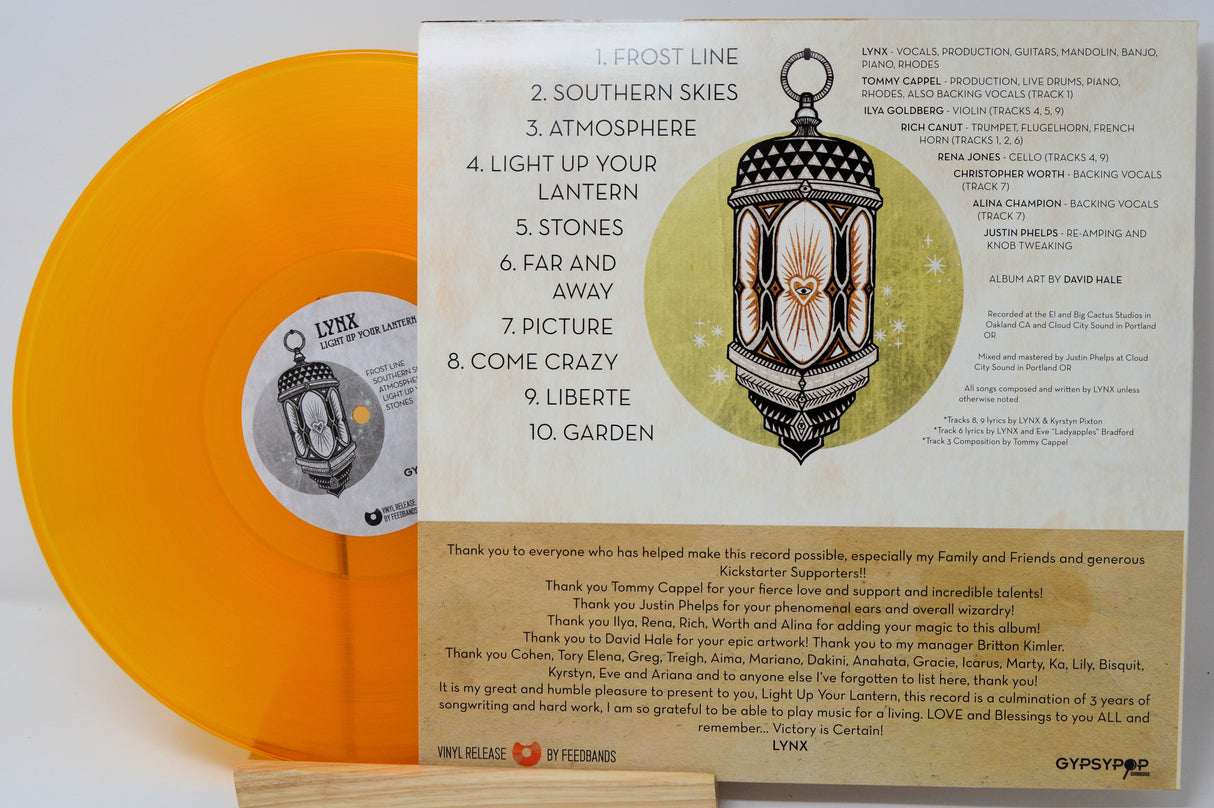 1. FROST LINE
2. SOUTHERN SKIES
3. ATMOSPHERE
4. LIGHT UP YOUR
LANTERN
5. STONES
6. FAR AND
AWAY
7. PICTURE
8. COME CRAZY
9. LIBERTE
10. GARDEN
LYNX - VOCALS, PRODUCTION, GUITARS, MANDOLIN, BANJO,
PIANO, RHODES
TOMMY CAPPEL - PRODUCTION, LIVE DRUMS, PIANO,
RHODES, ALSO BACKING VOCALS (TRACK 1)
ILYA GOLDBERG - VIOLIN (TRACKS 4, 5, 9)
RICH CANUT - TRUMPET, FLUGELHORN, FRENCH
HORN (TRACKS 1, 2, 6)
RENA JONES - CELLO (TRACKS 4, 9)
CHRISTOPHER WORTH - BACKING VOCALS
(TRACK 7)
ALINA CHAMPION - BACKING VOCALS
(TRACK 7)
JUSTIN PHELPS - RE-AMPING AND
KNOB TWEAKING
ALBUM ART BY DAVID HALE
Recorded at the El and Big Cactus Studios in
Oakland CA and Cloud City Sound in Portland
OR
Mixed and mastered by Justin Phelps at Cloud
City Sound in Portland OR
All songs composed and written by LYNX unless
otherwise noted
*Tracks 8, 9 lyrics by LYNX & Kyrstyn Pixton
*Track 6 lyrics by LYNX and Eve "Ladyapples" Bradford
*Track 3 Composition by Tommy Cappel
LYNX
LIGHT UP YOUR LANTERN
FROST LINE
SOUTHERN S
ATMOSPHE
LIGHT UP
STONES
GY
VINYL RELEASE
BY FEEDBANDS
Thank you to everyone who has helped make this record possible, especially my Family and Friends and generous
Kickstarter Supporters!!
Thank you Tommy Cappel for your fierce love and support and incredible talents!
Thank you Justin Phelps for your phenomenal ears and overall wizardry!
Thank you Ilya, Rena, Rich, Worth and Alina for adding your magic to this album!
Thank you to David Hale for your epic artwork! Thank you to my manager Britton Kimler.
Thank you Cohen, Tory Elena, Greg, Treigh, Aima, Mariano, Dakini, Anahata, Gracie, Icarus, Marty, Ka, Lily, Bisquit,
Kyrstyn, Eve and Ariana and to anyone else I've forgotten to list here, thank you!
It is my great and humble pleasure to present to you, Light Up Your Lantern, this record is a culmination of 3 years of
songwriting and hard work, I am so grateful to be able to play music for a living. LOVE and Blessings to you ALL and
remember... Victory is Certain!
LYNX
VINYL RELEASE BY FEEDBANDS
GYPSYPOP